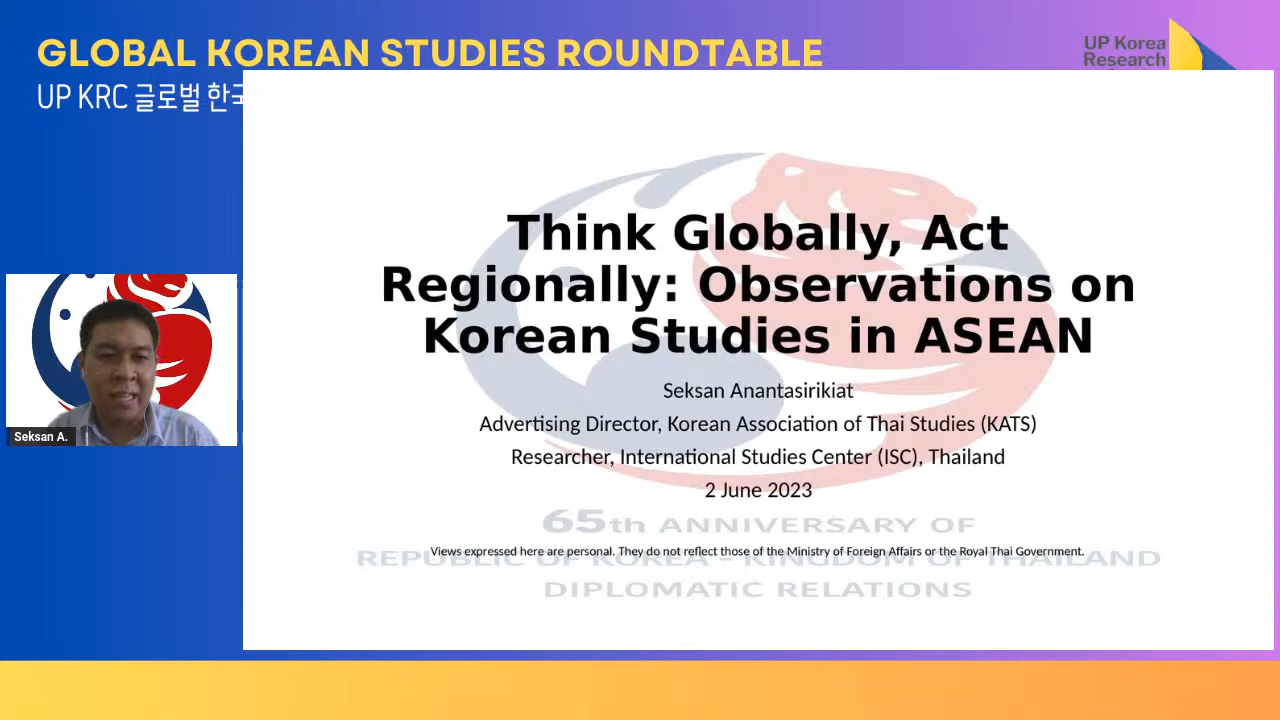 GLOBAL KOREAN STUDIES ROUNDTABLE
UP KRC 글로벌 한국
UP Korea
Research
Think Globally, Act
Regionally: Observations on
Korean Studies in ASEAN
Seksan Anantasirikiat
Advertising Director, Korean Association of Thai Studies (KATS)
Researcher, International Studies Center (ISC), Thailand
2 June 2023
65th ANNIVERSARY OF
Views expressed here are personal. They do not reflect those of the Ministry of Foreign Affairs or the Royal Thai Government.
REPUBLIC OF KOREA – KINGDOM OF THAILAND
DIPLOMATIC RELATIONS
Seksan A.